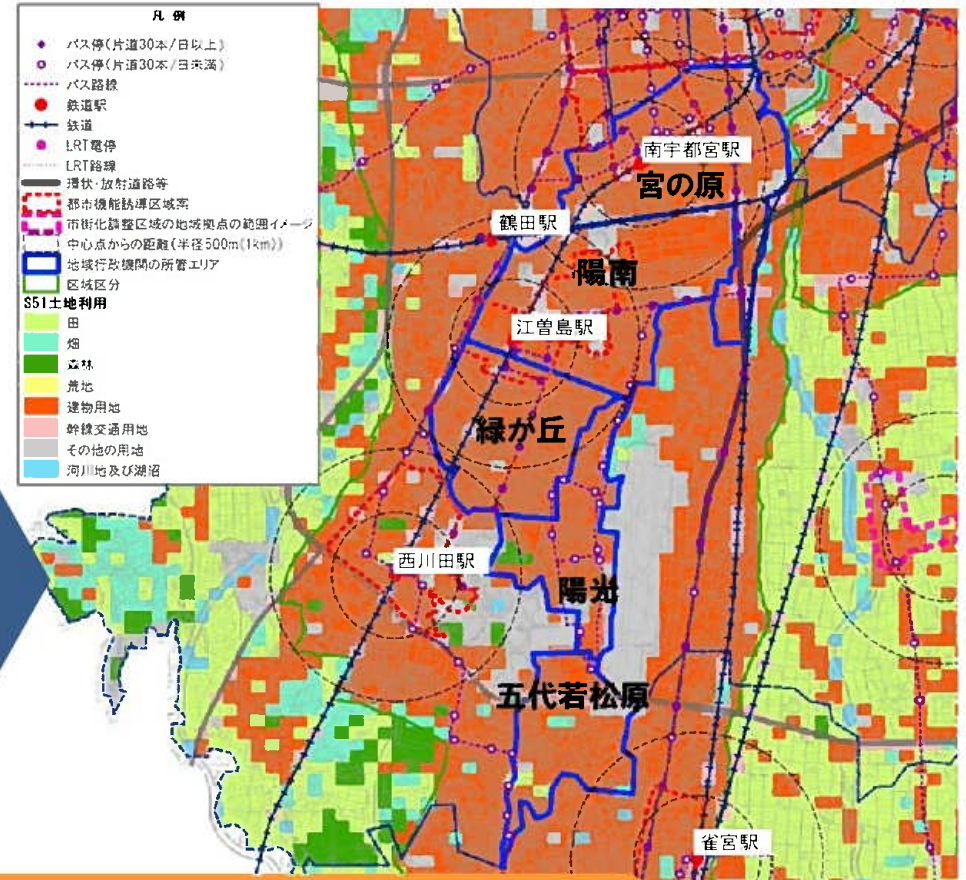 凡例
バス停(片道30本/日以上)
バス停(片道30本/日未満)
バス路線
鉄道駅
鉄道
LRT電停
LRT路線
環状・放射道路等
都市機能誘導区域案
市街化調整区域の地域拠点の範囲イメージ
中心点からの距離(半径500m(1km))
地域行政機関の所管エリア
区域区分
S51土地利用
田
畑
森林
荒地
建物用地
幹線交通用地
その他の用地
河川地及び湖沼
南宇都宮駅
宮の原
鶴田駅
陽南
江曽島駅
緑が丘
西川田駅
陽光
五代若松原
雀宮駅